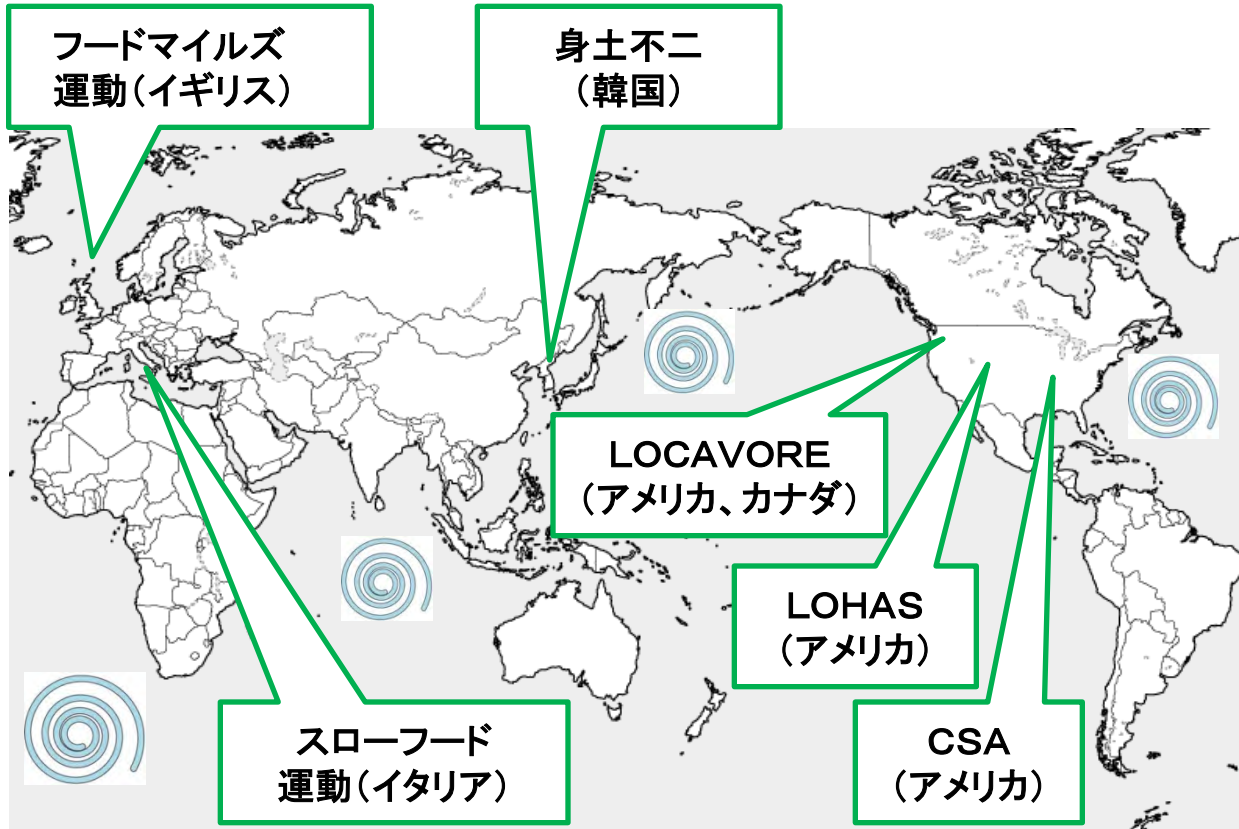 フードマイルズ
運動（イギリス）
身土不二
（韓国）
LOCAVORE
（アメリカ、カナダ）
LOHAS
（アメリカ）
スローフード
運動（イタリア）
CSA
（アメリカ）